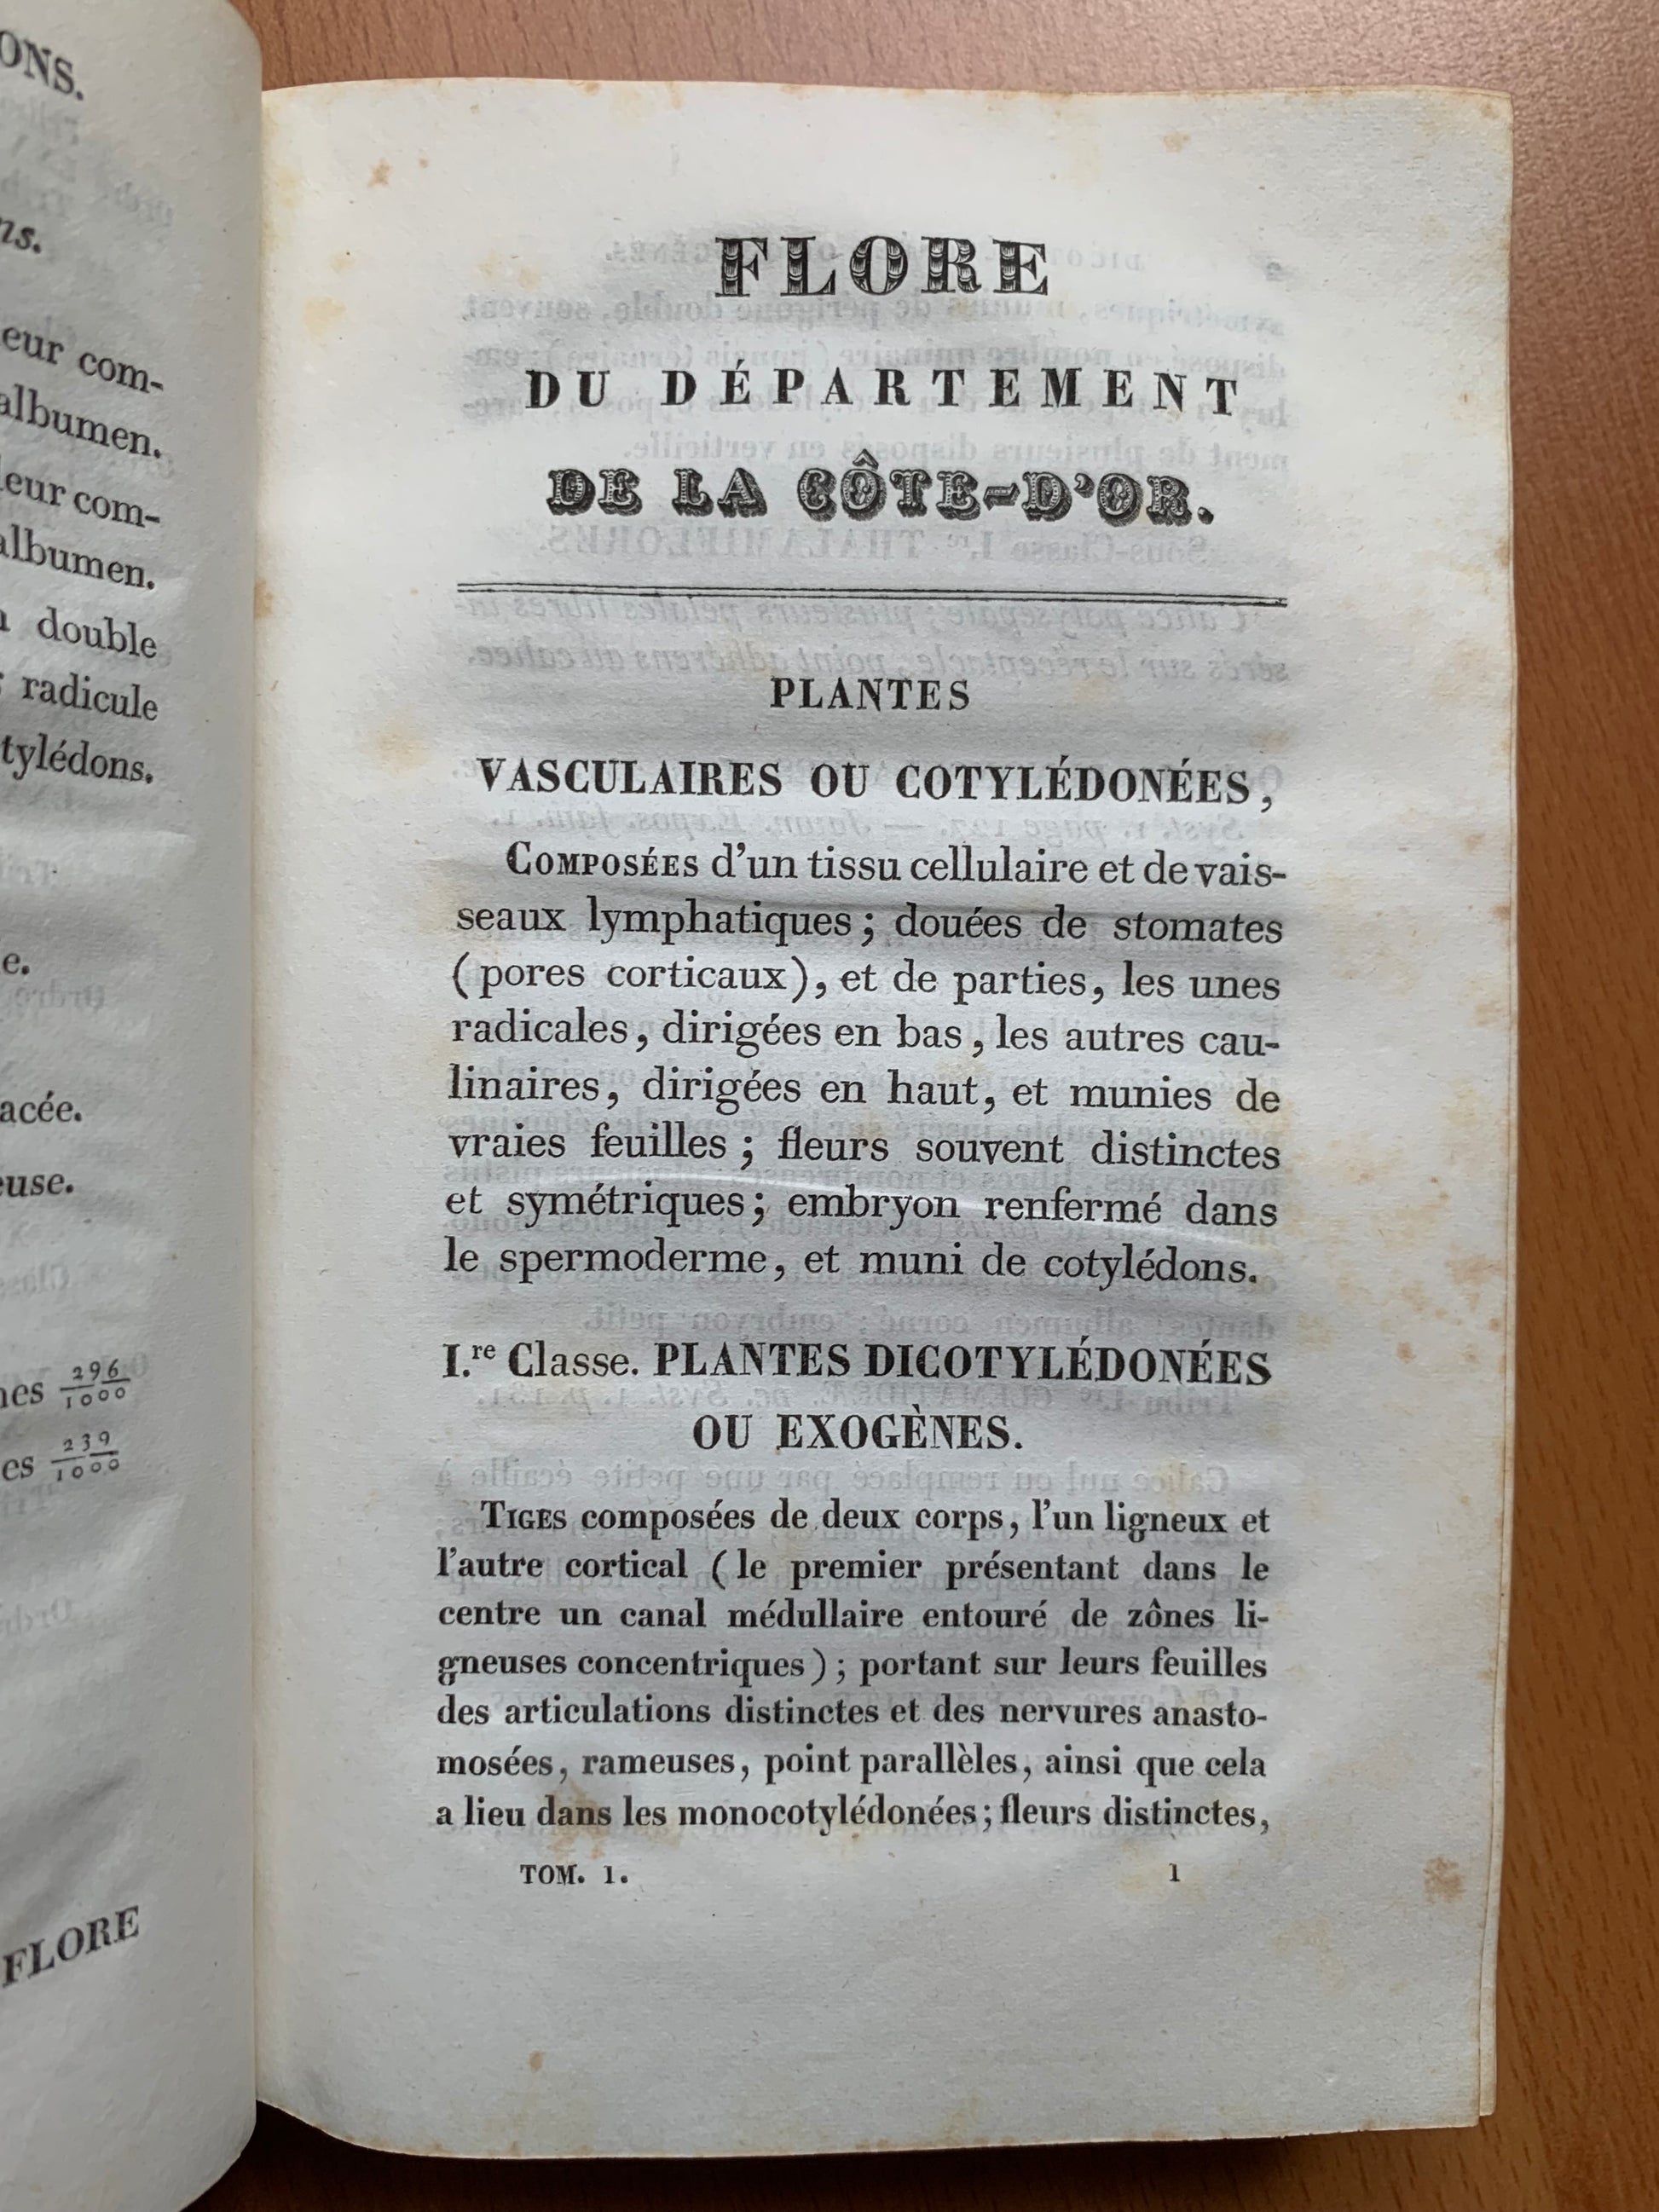 ONS.
ns.
eur com-
albumen.
leur com-
albumen.
double
radicule
tylédons.
e.
acée.
euse.
296
1000
es
239
1000
FLORE
FLORE
DU DÉPARTEMENT
DE LA CÔTE-D'OR.
PLANTES
VASCULAIRES OU COTYLÉDONÉES,
COMPOSÉES d'un tissu cellulaire et de vais-
seaux lymphatiques ; douées de stomates
( pores corticaux ), et de parties, les unes
radicales, dirigées en bas, les autres cau-
linaires, dirigées en haut, et munies de
vraies feuilles ; fleurs souvent distinctes
et symétriques ; embryon renfermé dans
le spermoderme, et muni de cotylédons.
I.re Classe. PLANTES DICOTYLÉDONÉES
OU EXOGÈNES.
TIGES composées de deux corps, l'un ligneux et
l'autre cortical ( le premier présentant dans le
centre un canal médullaire entouré de zônes li-
gneuses concentriques ) ; portant sur leurs feuilles
des articulations distinctes et des nervures anasto-
mosées, rameuses, point parallèles, ainsi que cela
a lieu dans les monocotylédonées ; fleurs distinctes,
TOM. 1. 1